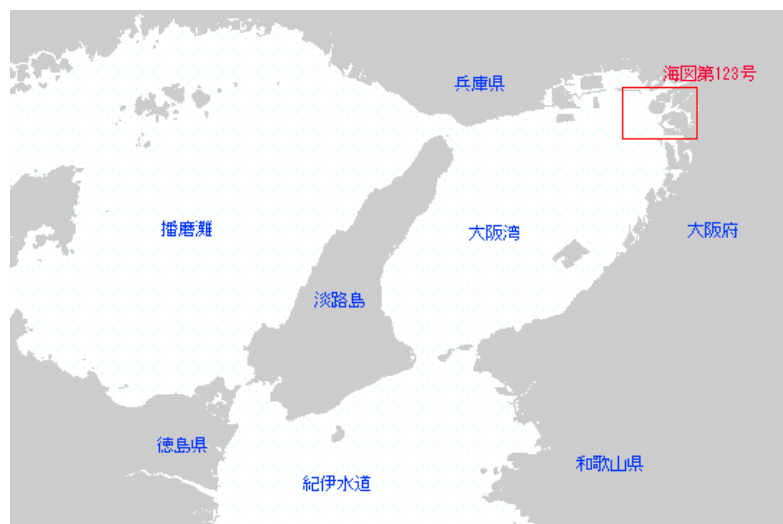 海図第123号
兵庫県
播磨灘
大阪湾
大阪府
淡路島
徳島県
和歌山県
紀伊水道